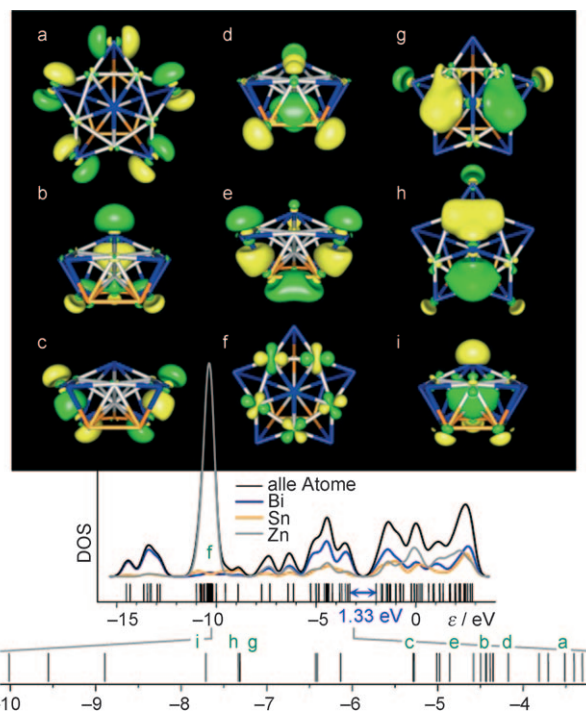 a d g
b e h
c f i
DOS
f
alle Atome
Bi
Sn
Zn
1.33 eV
−15 −10 −5 0 ε / eV
i h g c e b d a
−10 −9 −8 −7 −6 −5 −4